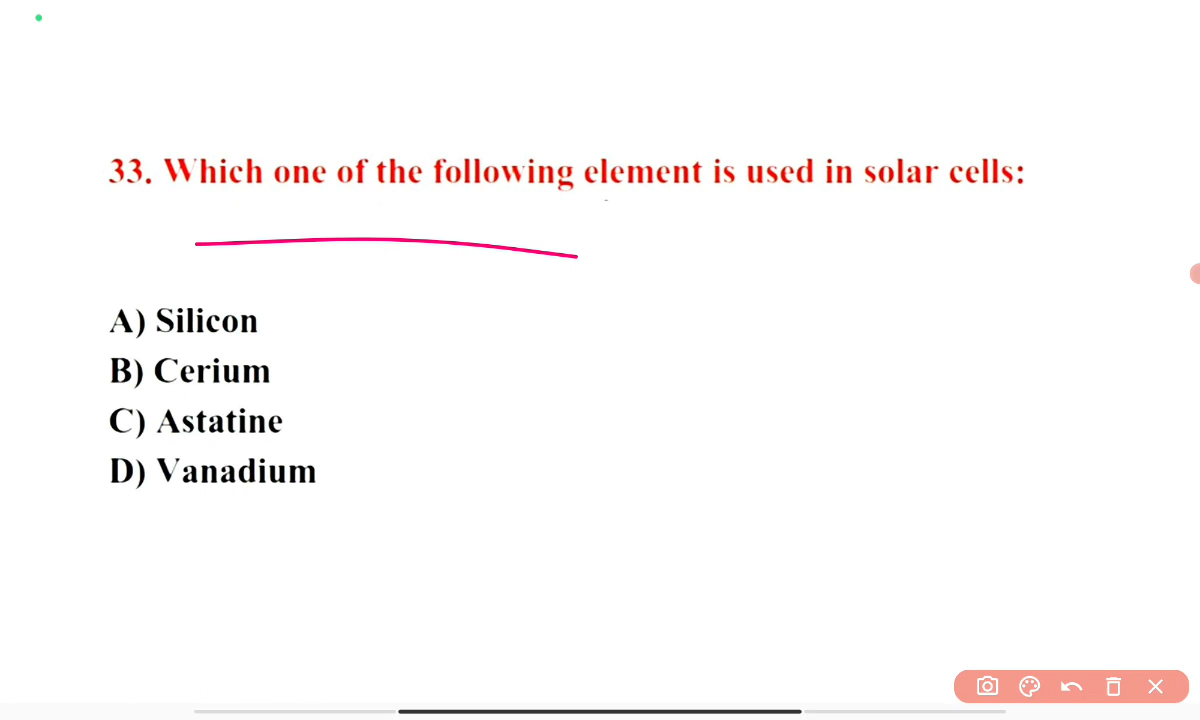 33. Which one of the following element is used in solar cells:
A) Silicon
B) Cerium
C) Astatine
D) Vanadium